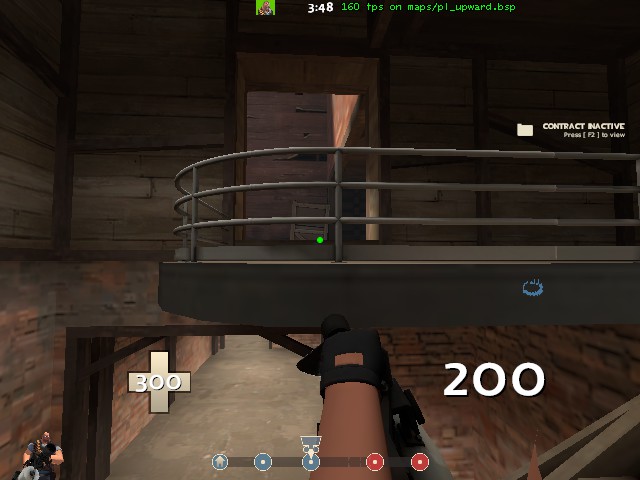 3:48 160 fps on maps/pl_upward.bsp
CONTRACT INACTIVE
Press [ F2 ] to view
300
200